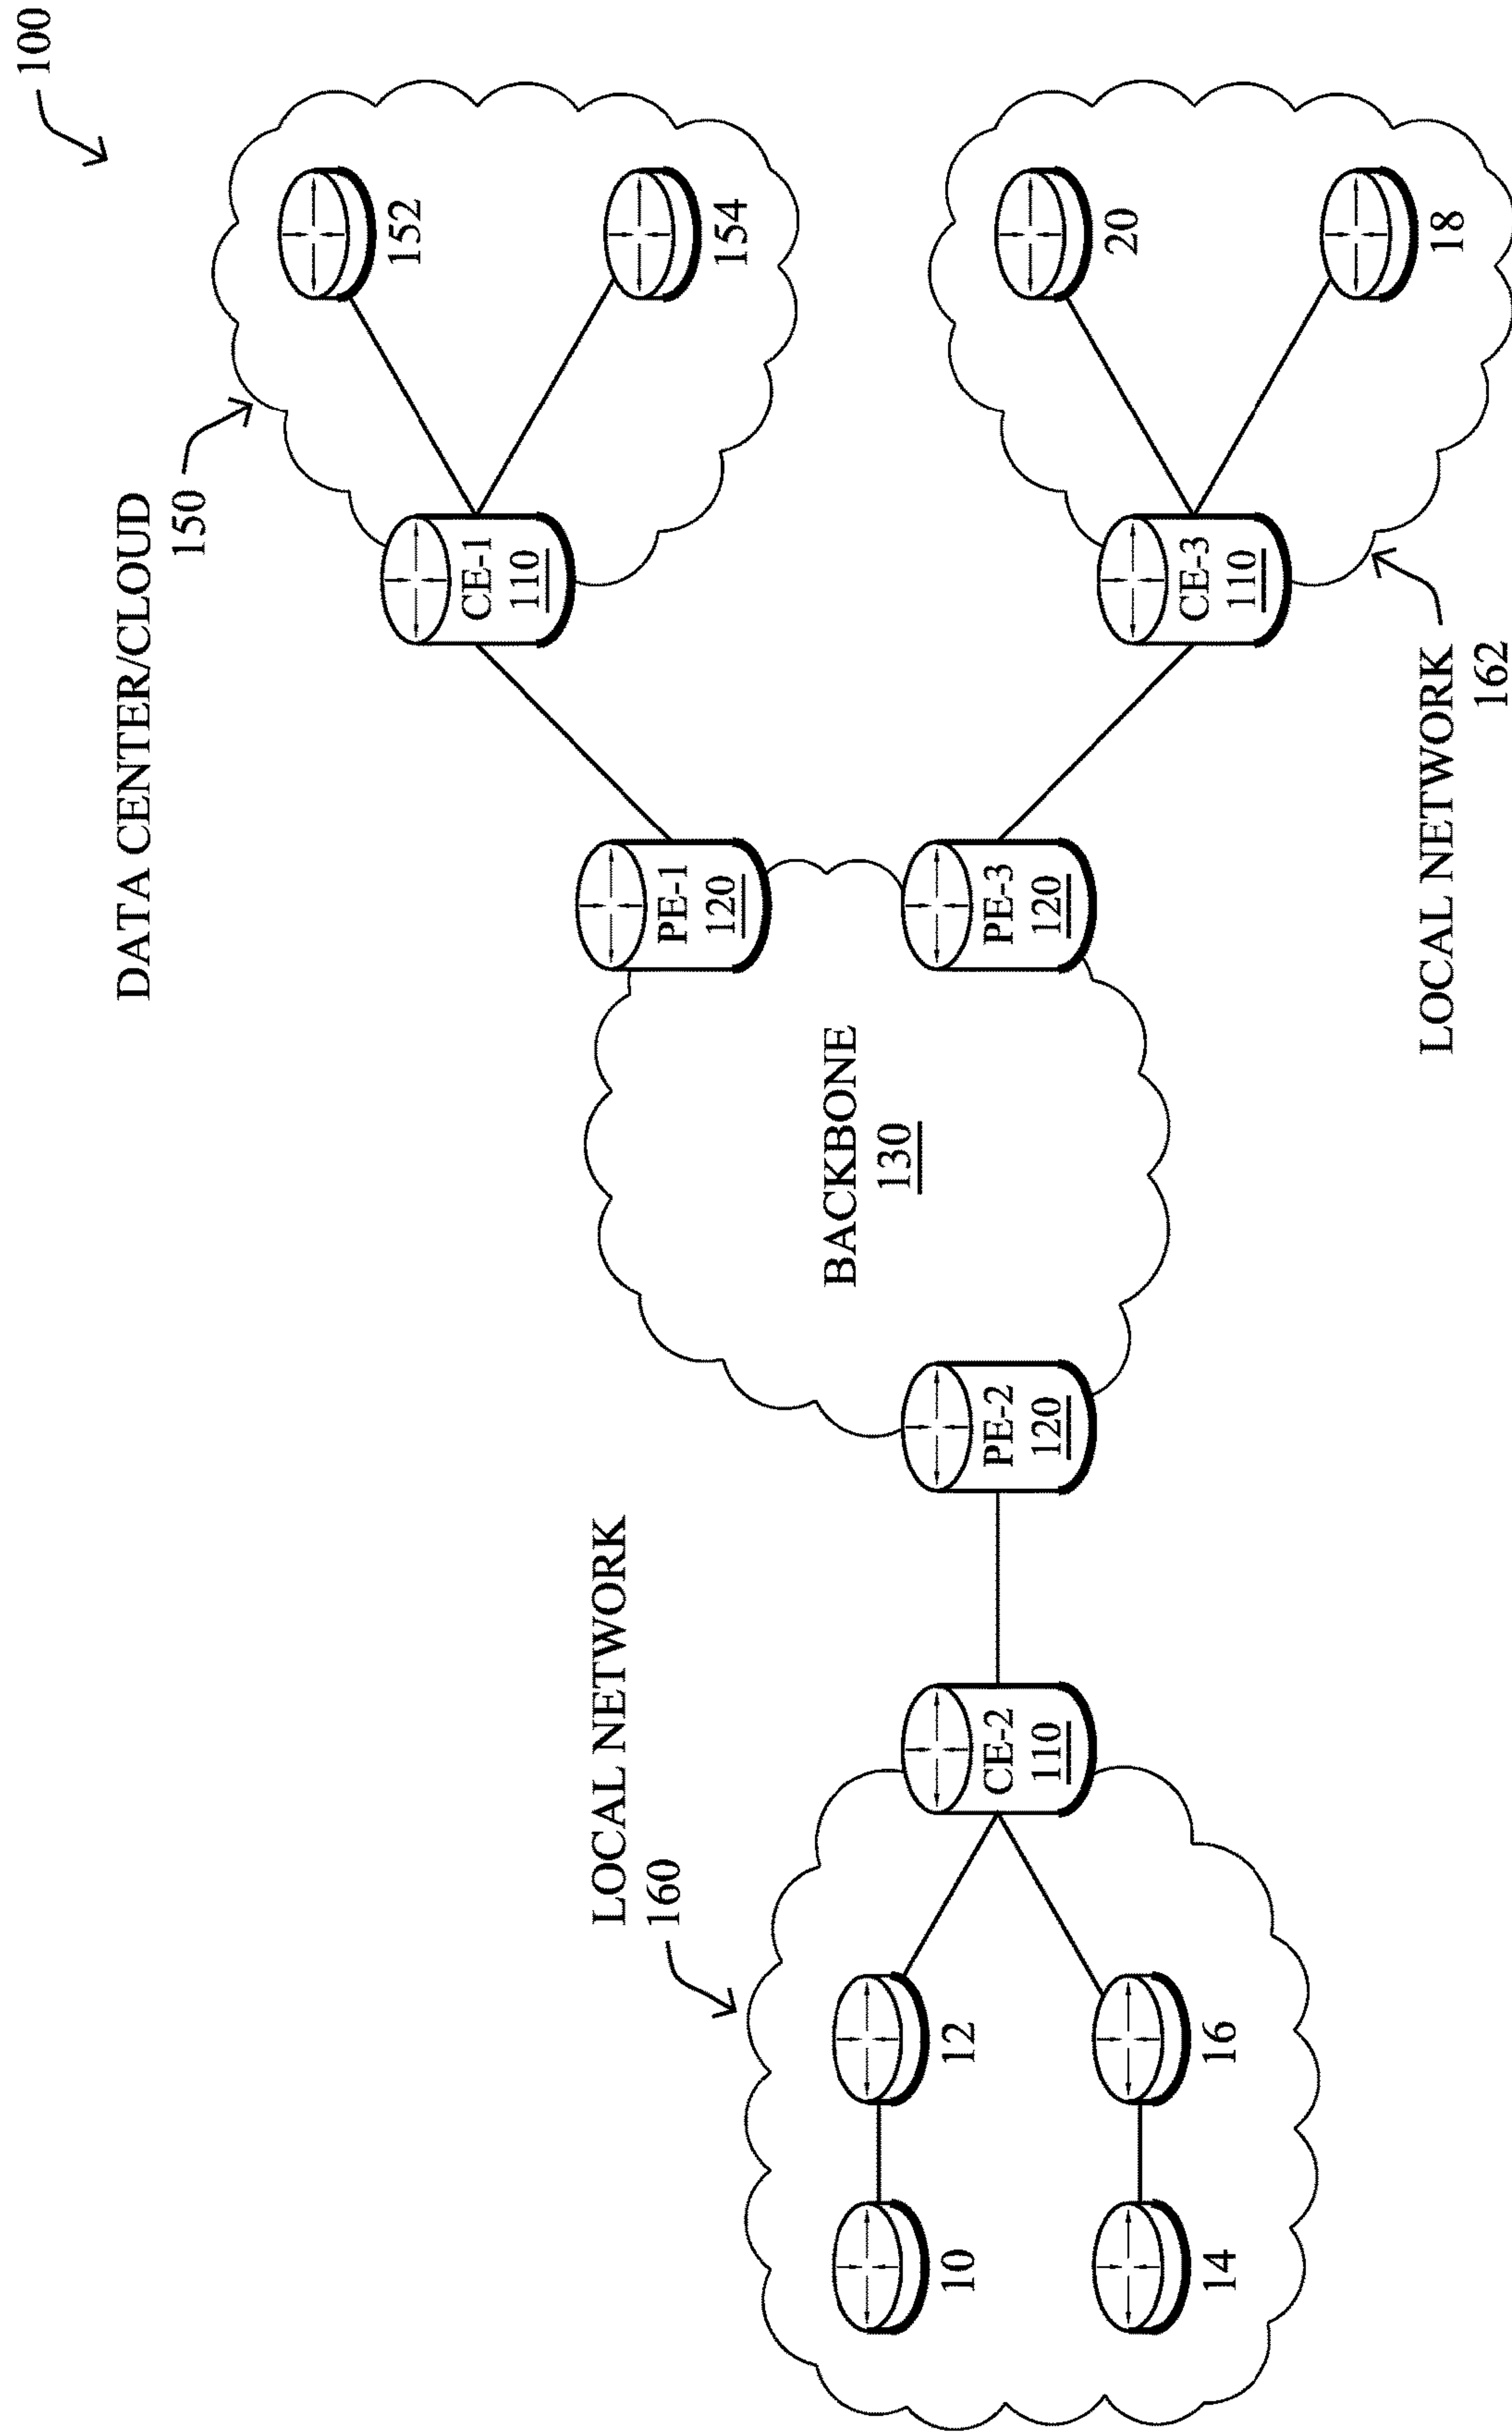 100
DATA CENTER/CLOUD
150
152
154
CE-1
110
PE-1
120
BACKBONE
130
PE-3
120
PE-2
120
CE-3
110
20
18
LOCAL NETWORK
162
LOCAL NETWORK
160
CE-2
110
12
10
16
14